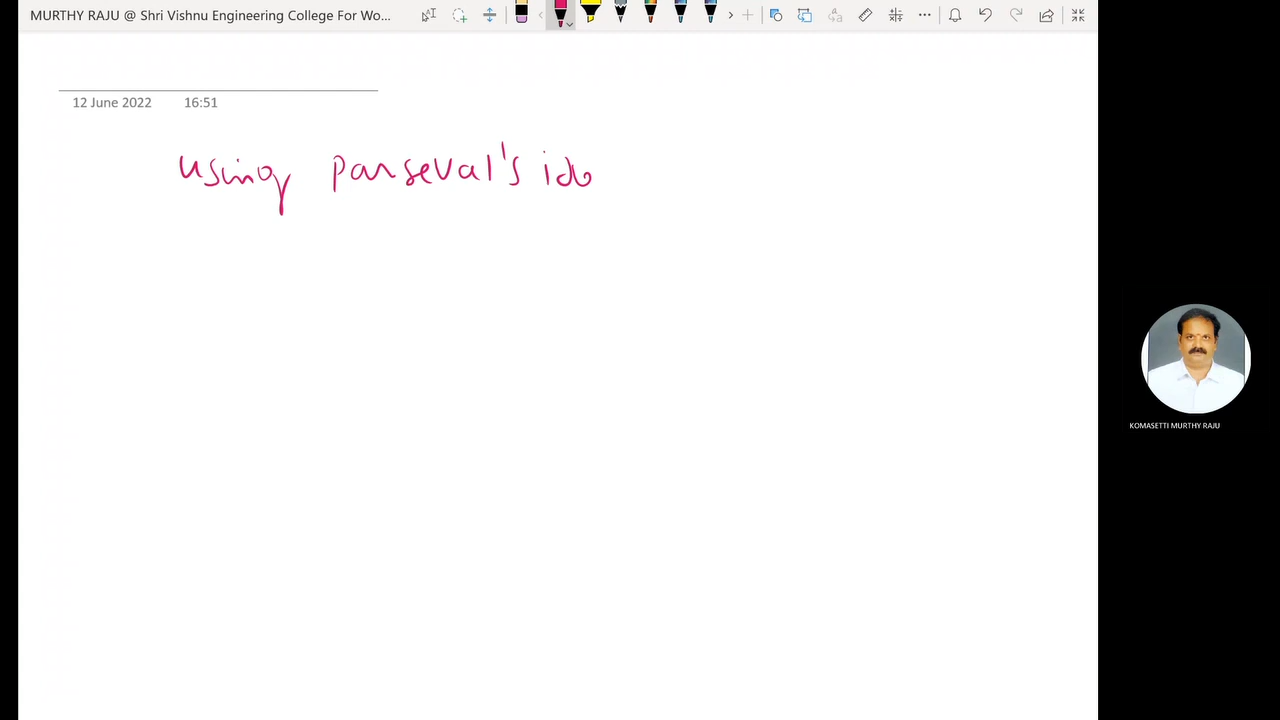 MURTHY RAJU @ Shri Vishnu Engineering College For Wo...
12 June 2022 16:51
using parseval's ide
KOMASETTI MURTHY RAJU